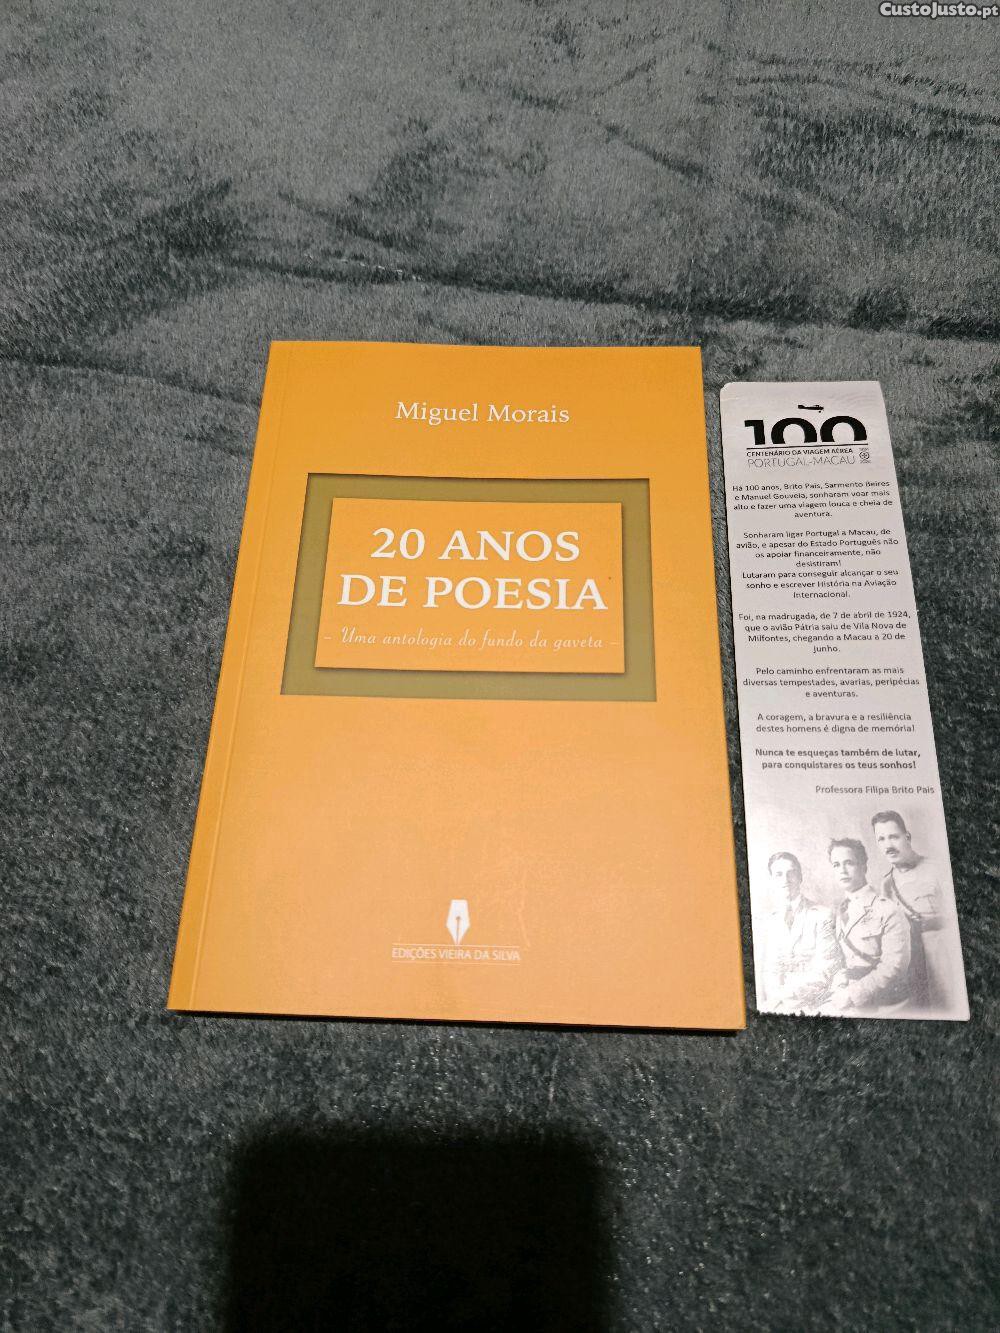 CustoJusto.pt
Miguel Morais
20 ANOS
DE POESIA
- Uma antologia do fundo da gaveta -
EDIÇÕES VIEIRA DA SILVA
100
CENTENÁRIO DA VIAGEM AÉREA
PORTUGAL-MACAU
Há 100 anos, Brito Pais, Sarmento Beires
e Manuel Gouveia, sonharam voar mais
alto e fazer uma viagem louca e cheia de
aventura.
Sonharam ligar Portugal a Macau, de
avião, e apesar do Estado Português não
os apoiar financeiramente, não
desistiram!
Lutaram para conseguir alcançar o seu
sonho e escrever História na Aviação
Internacional.
Foi, na madrugada, de 7 de abril de 1924,
que o avião Pátria saiu de Vila Nova de
Milfontes, chegando a Macau a 20 de
junho.
Pelo caminho enfrentaram as mais
diversas tempestades, avarias, peripécias
e aventuras.
A coragem, a bravura e a resiliência
destes homens é digna de memória!
Nunca te esqueças também de lutar,
para conquistares os teus sonhos!
Professora Filipa Brito Pais